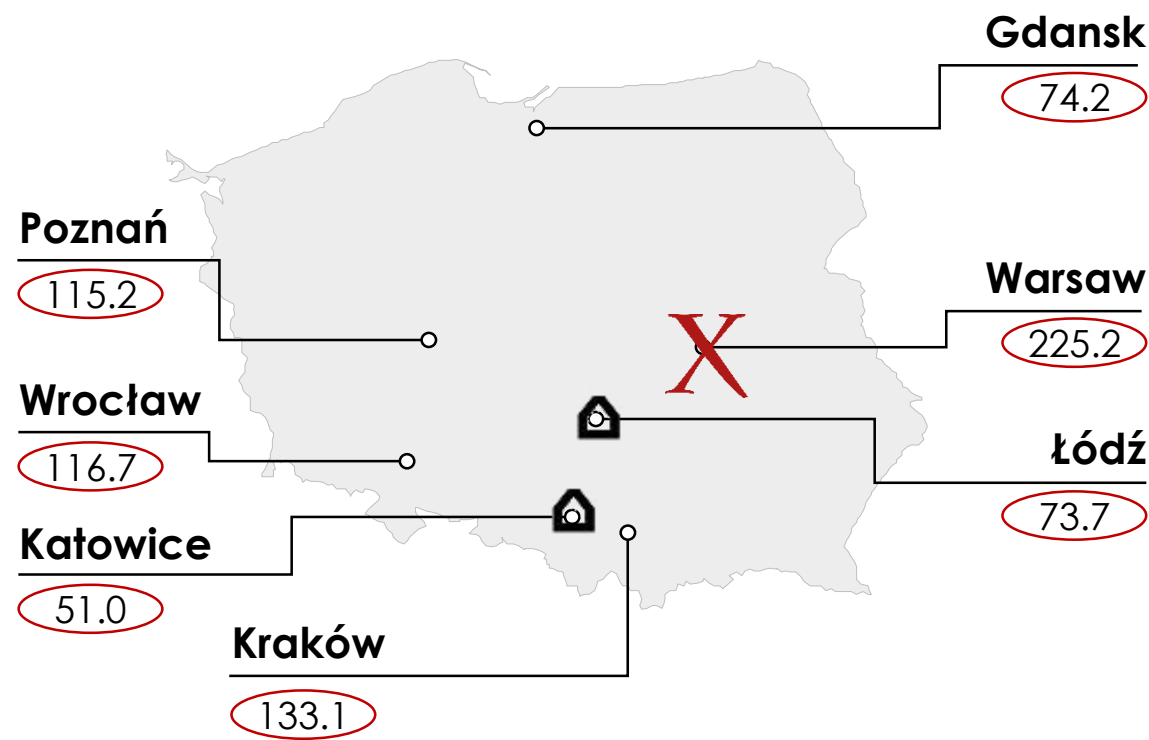 Gdansk
74.2
Poznań
115.2
Warsaw
225.2
X
Wrocław
116.7
Łódź
73.7
Katowice
51.0
Kraków
133.1